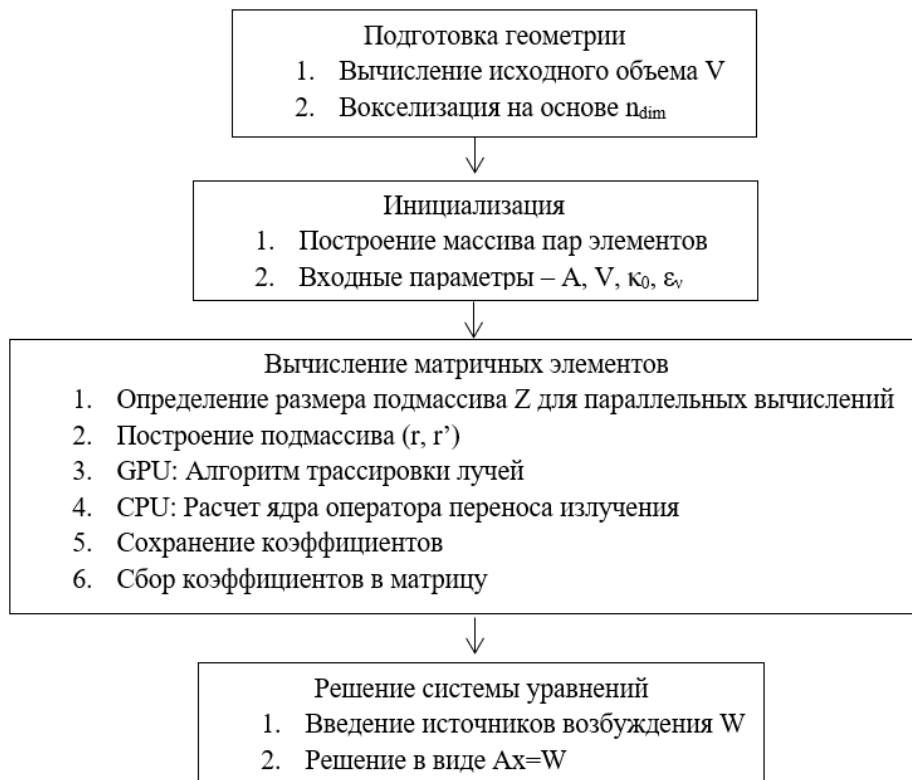 Подготовка геометрии
1. Вычисление исходного объема V
2. Вокселизация на основе n_dim
Инициализация
1. Построение массива пар элементов
2. Входные параметры – A, V, κ₀, εᵥ
Вычисление матричных элементов
1. Определение размера подмассива Z для параллельных вычислений
2. Построение подмассива (r, r’)
3. GPU: Алгоритм трассировки лучей
4. CPU: Расчет ядра оператора переноса излучения
5. Сохранение коэффициентов
6. Сбор коэффициентов в матрицу
Решение системы уравнений
1. Введение источников возбуждения W
2. Решение в виде Ax=W